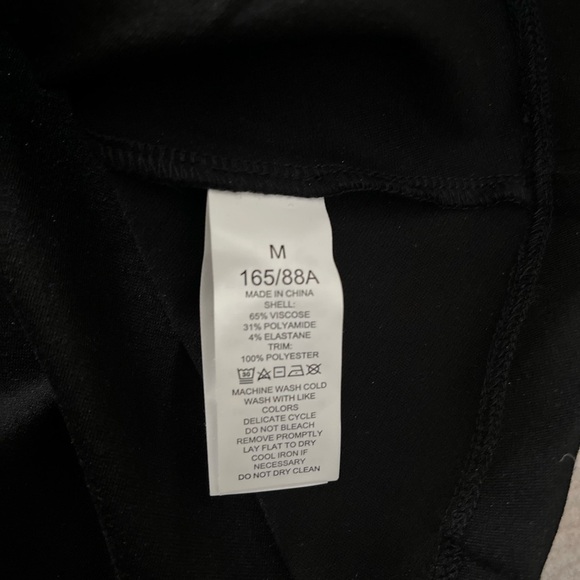 M
165/88A
MADE IN CHINA
SHELL:
65% VISCOSE
31% POLYAMIDE
4% ELASTANE
TRIM:
100% POLYESTER
30
MACHINE WASH COLD
WASH WITH LIKE
COLORS
DELICATE CYCLE
DO NOT BLEACH
REMOVE PROMPTLY
LAY FLAT TO DRY
COOL IRON IF
NECESSARY
DO NOT DRY CLEAN